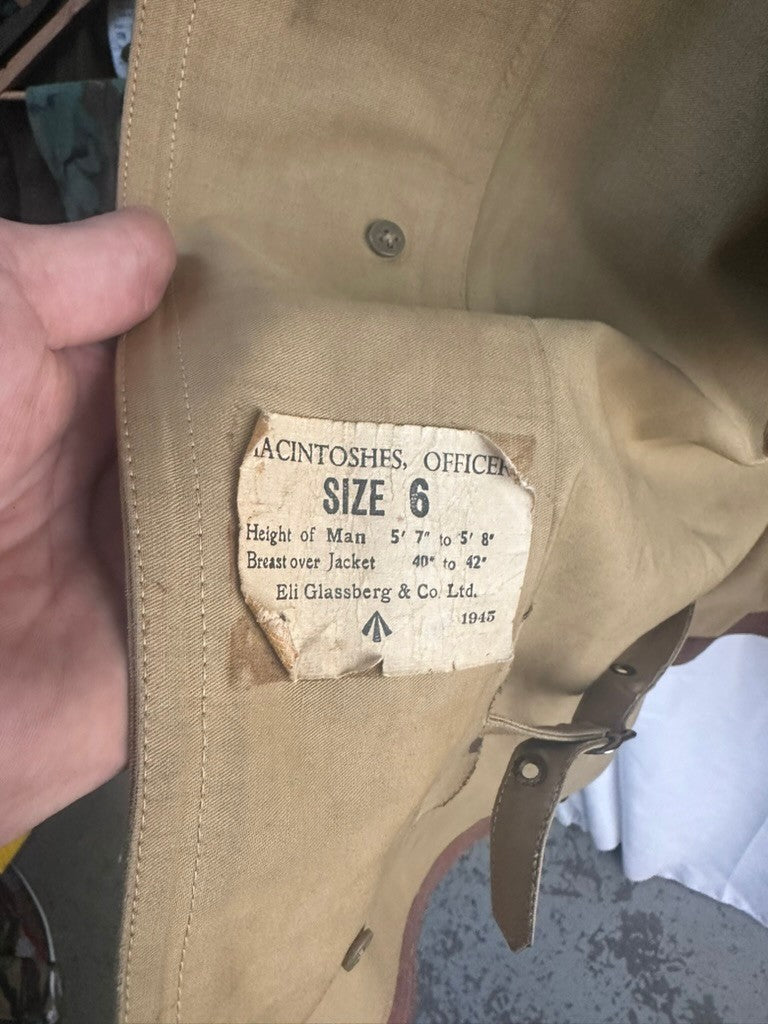 ACINTOSHES, OFFICER
SIZE 6
Height of Man 5' 7" to 5' 8"
Breast over Jacket 40" to 42"
Eli Glassberg & Co. Ltd.
1945